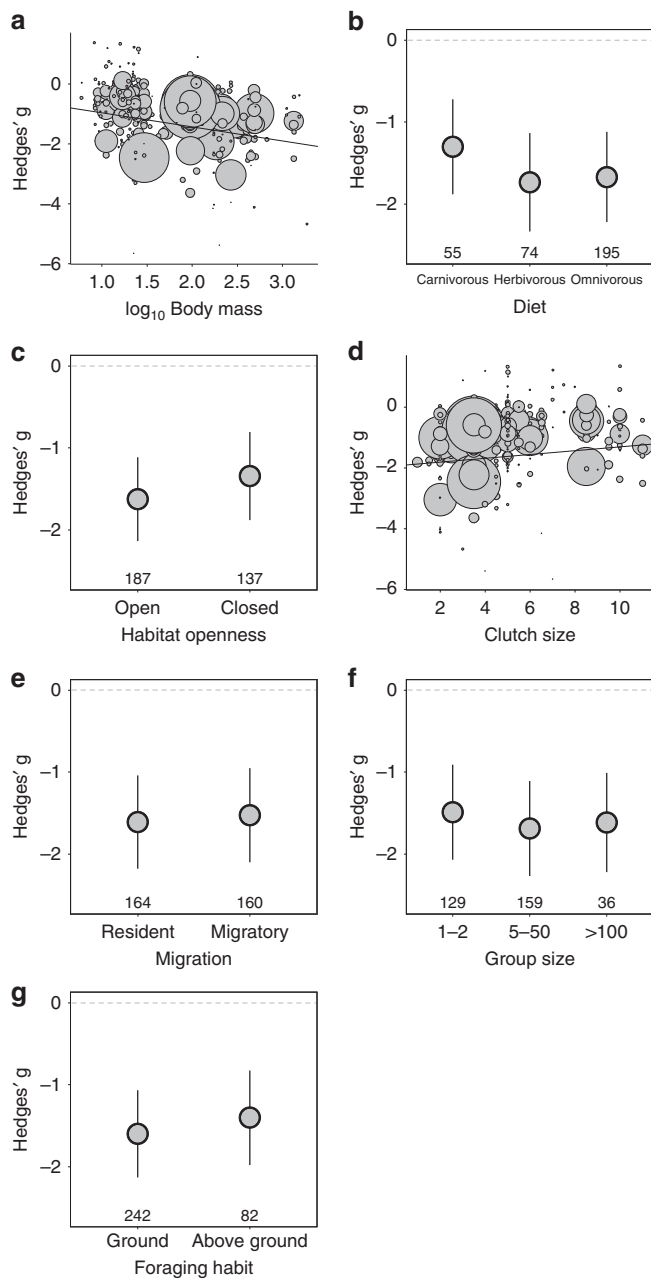 a
Hedges′ g
0
−2
−4
−6
1.0 1.5 2.0 2.5 3.0
log10 Body mass
b
Hedges′ g
0
−1
−2
55 74 195
Carnivorous Herbivorous Omnivorous
Diet
c
Hedges′ g
0
−1
−2
187 137
Open Closed
Habitat openness
d
Hedges′ g
0
−2
−4
−6
2 4 6 8 10
Clutch size
e
Hedges′ g
0
−1
−2
164 160
Resident Migratory
Migration
f
Hedges′ g
0
−1
−2
129 159 36
1–2 5–50 >100
Group size
g
Hedges′ g
0
−1
−2
242 82
Ground Above ground
Foraging habit